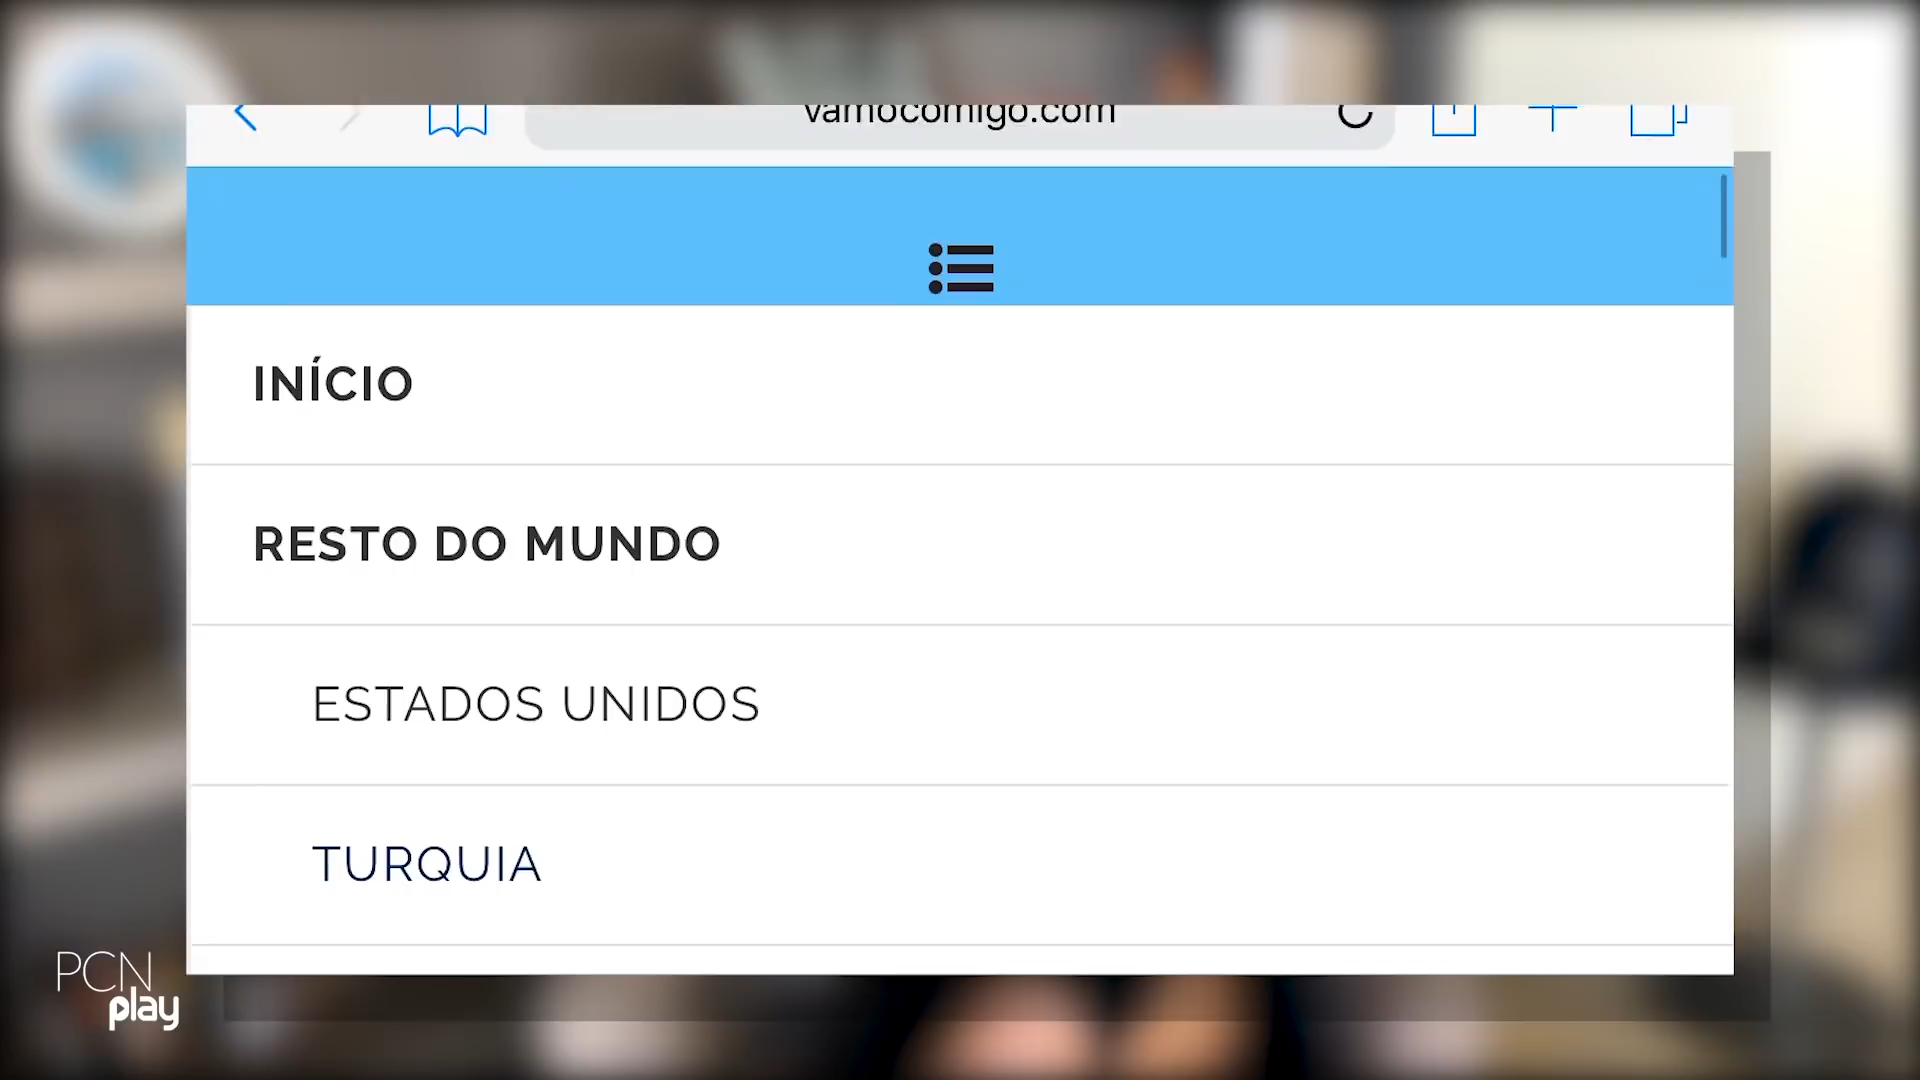 vamocomigo.com
INÍCIO
RESTO DO MUNDO
ESTADOS UNIDOS
TURQUIA
PCN
play